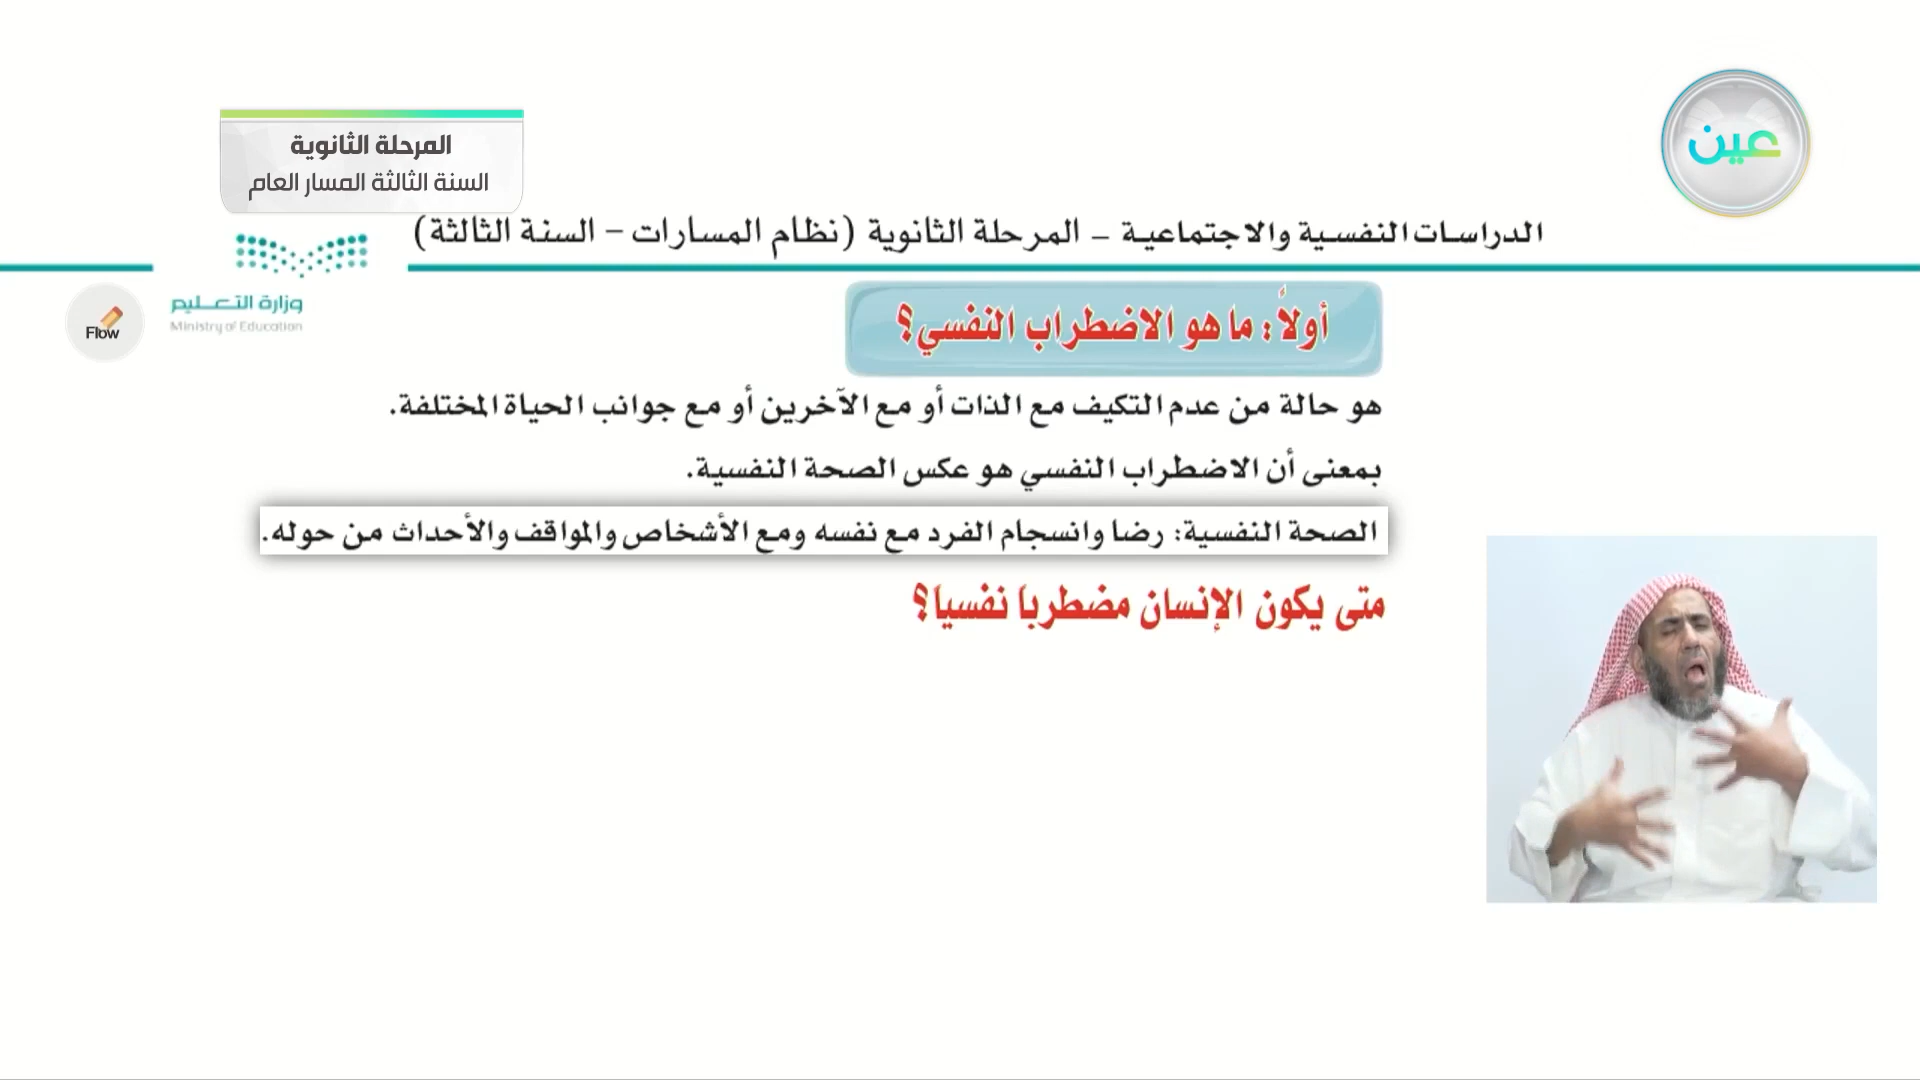 عين
المرحلة الثانوية
السنة الثالثة المسار العام
الدراسات النفسية والاجتماعية – المرحلة الثانوية (نظام المسارات – السنة الثالثة)
وزارة التعليم
Ministry of Education
Flow
أولاً : ما هو الاضطراب النفسي؟
هو حالة من عدم التكيف مع الذات أو مع الآخرين أو مع جوانب الحياة المختلفة.
بمعنى أن الاضطراب النفسي هو عكس الصحة النفسية.
الصحة النفسية: رضا وانسجام الفرد مع نفسه ومع الأشخاص والمواقف والأحداث من حوله.
متى يكون الإنسان مضطرباً نفسياً؟